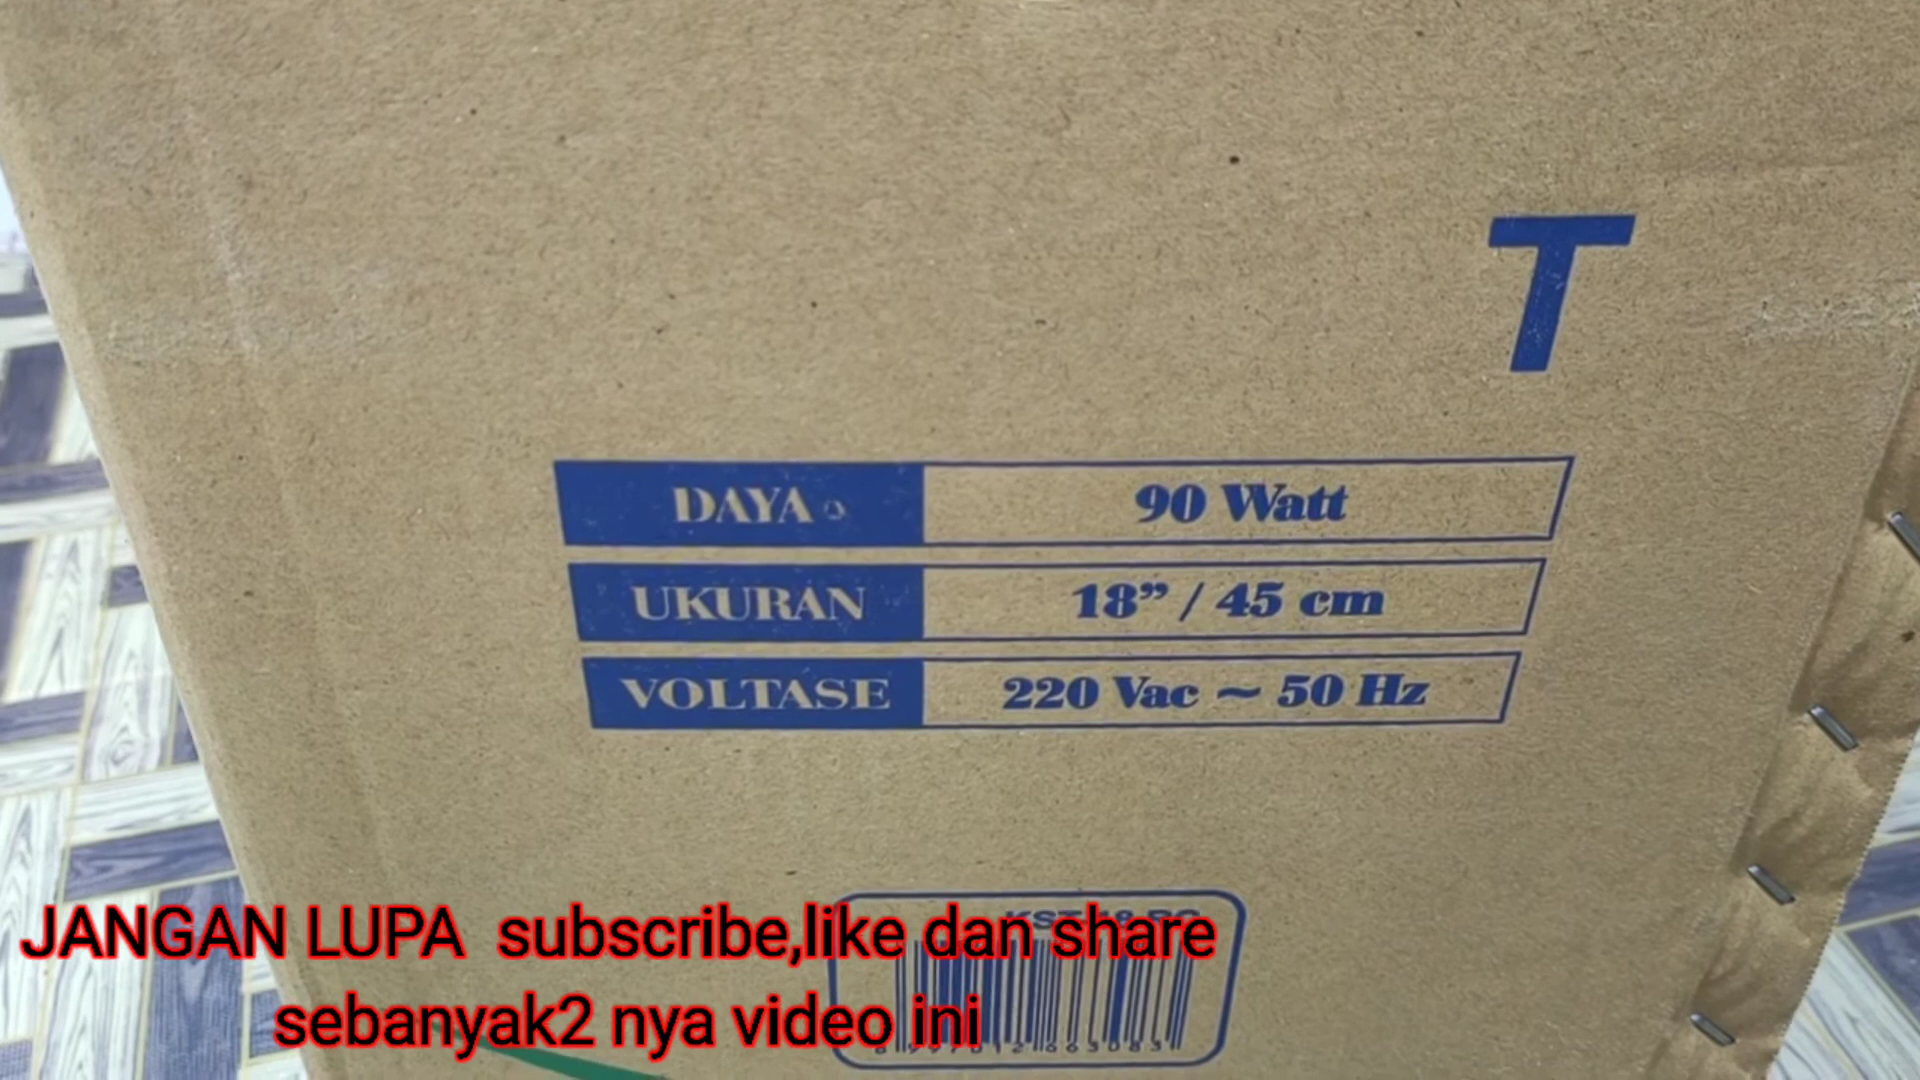 T
DAYA 90 Watt
UKURAN 18” / 45 cm
VOLTASE 220 Vac ~ 50 Hz
JANGAN LUPA subscribe,like dan share
sebanyak2 nya video ini